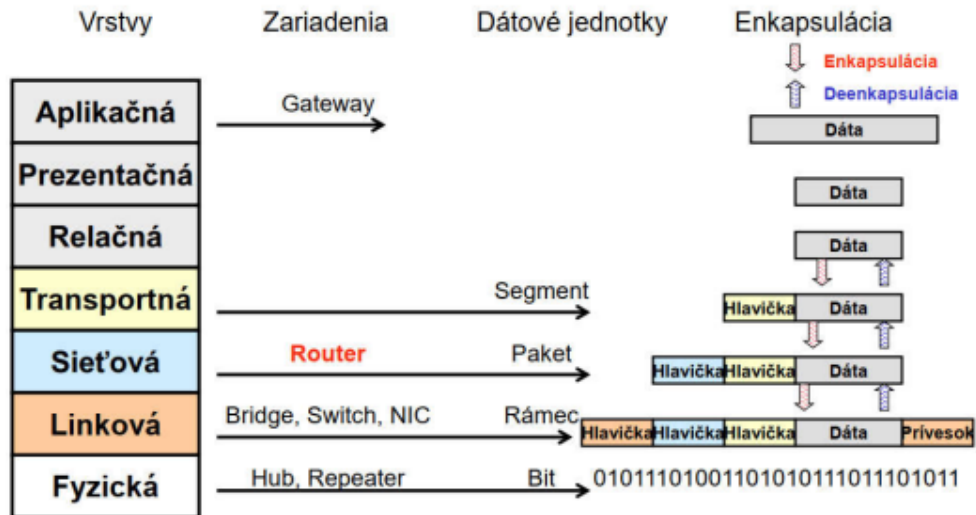 Vrstvy Zariadenia Dátové jednotky Enkapsulácia
Enkapsulácia
Deenkapsulácia
Aplikačná Gateway Dáta
Prezentačná Dáta
Relačná Dáta
Transportná Segment Hlavička Dáta
Sieťová Router Paket Hlavička Hlavička Dáta
Linková Bridge, Switch, NIC Rámec Hlavička Hlavička Hlavička Dáta Prívesok
Fyzická Hub, Repeater Bit 0101110100110101011101110101011